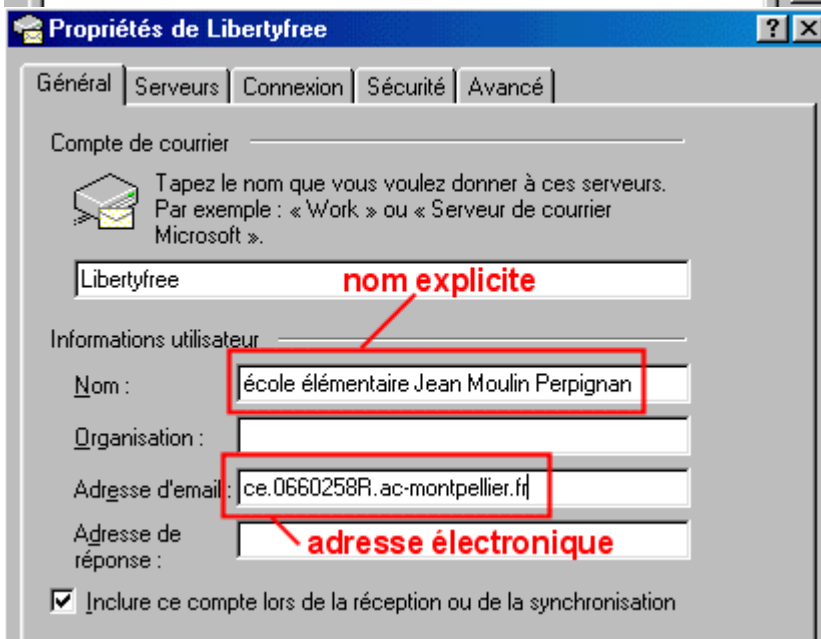 Propriétés de Libertyfree
Général Serveurs Connexion Sécurité Avancé
Compte de courrier
Tapez le nom que vous voulez donner à ces serveurs.
Par exemple : « Work » ou « Serveur de courrier
Microsoft ».
Libertyfree nom explicite
Informations utilisateur
Nom : école élémentaire Jean Moulin Perpignan
Organisation :
Adresse d'email : ce.0660258R.ac-montpellier.fr
Adresse de
réponse :
adresse électronique
Inclure ce compte lors de la réception ou de la synchronisation